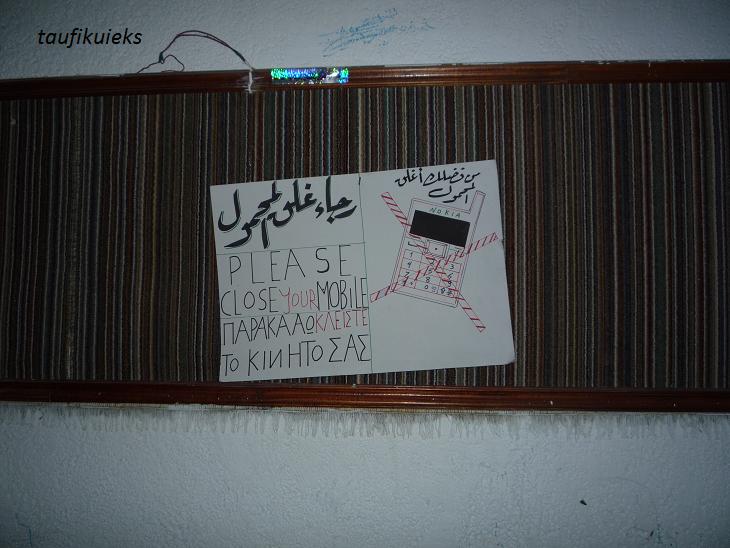 taufikuieks
رجاء غلق المحمول
PLEASE
CLOSE YOUR MOBILE
ΠΑΡΑΚΑΛΩ ΚΛΕΙΣΤΕ
ΤΟ ΚΙΝΗΤΟ ΣΑΣ
من فضلك أغلق
المحمول
NOKIA